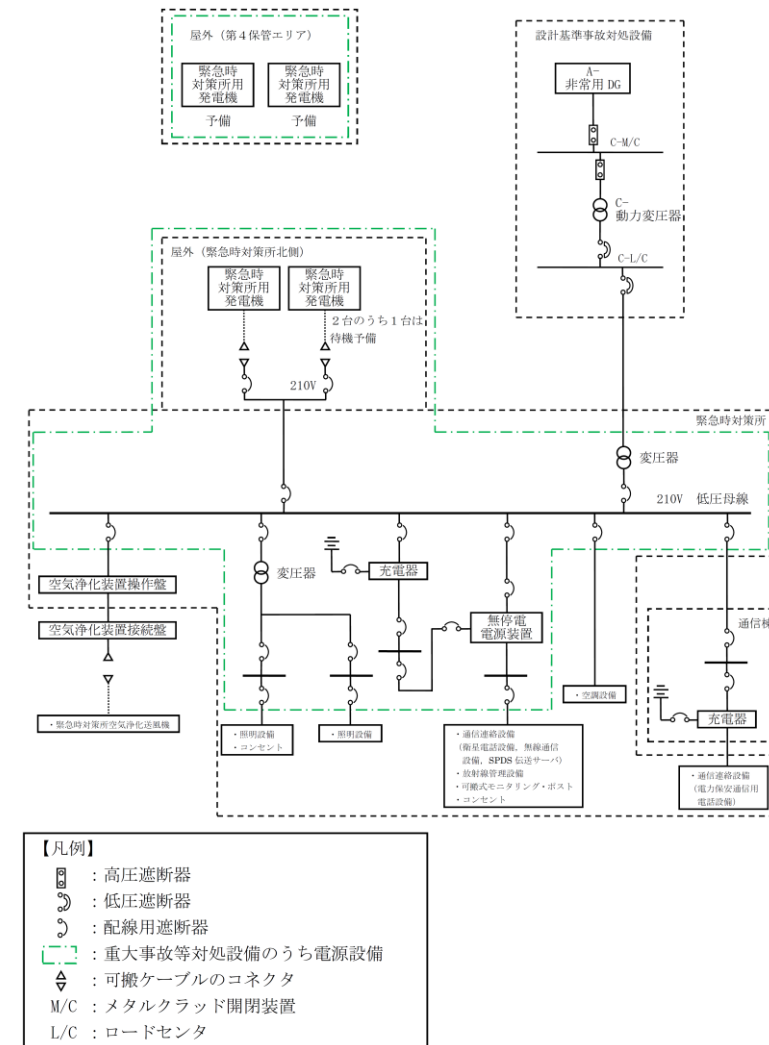 屋外（第４保管エリア）
緊急時
対策所用
発電機
緊急時
対策所用
発電機
予備
予備
設計基準事故対処設備
A-
非常用 DG
C-M/C
C-
動力変圧器
C-L/C
屋外（緊急時対策所北側）
緊急時
対策所用
発電機
緊急時
対策所用
発電機
２台のうち１台は
待機予備
210V
緊急時対策所
変圧器
210V 低圧母線
空気浄化装置操作盤
空気浄化装置接続盤
・緊急時対策所空気浄化送風機
変圧器
充電器
無停電
電源装置
・照明設備
・コンセント
・照明設備
・通信連絡設備
（衛星電話設備、無線通信
設備、SPDS 伝送サーバ）
・放射線管理設備
・可搬式モニタリング・ポスト
・コンセント
・空調設備
通信棟
充電器
・通信連絡設備
（電力保安通信用
電話設備）
【凡例】
：高圧遮断器
：低圧遮断器
：配線用遮断器
：重大事故等対処設備のうち電源設備
：可搬ケーブルのコネクタ
M/C ：メタルクラッド開閉装置
L/C ：ロードセンタ